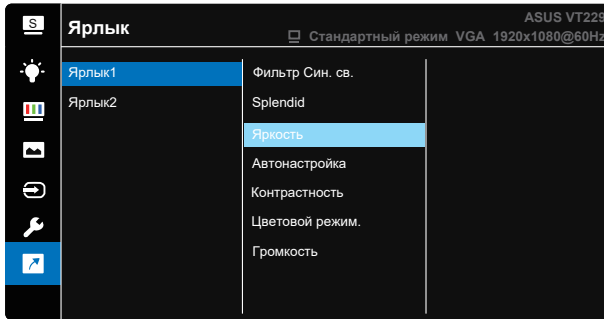 S
ASUS VT229
Ярлык
Стандартный режим VGA 1920x1080@60Hz
Ярлык1
Фильтр Син. св.
Ярлык2
Splendid
Яркость
Автонастройка
Контрастность
Цветовой режим.
Громкость